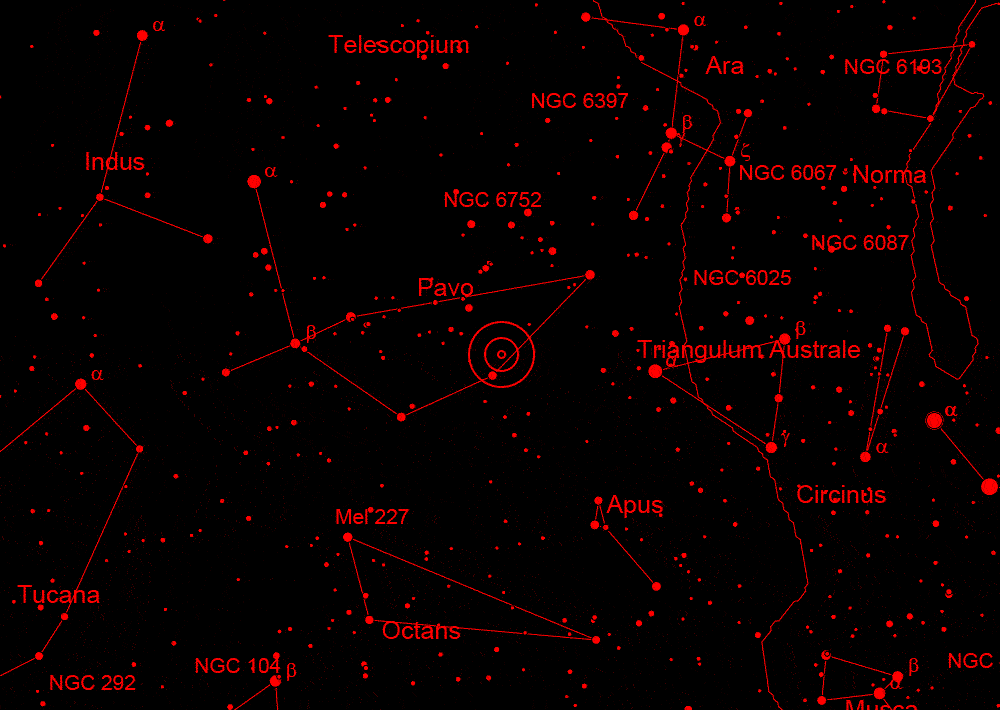 α
α
Telescopium
Ara
NGC 6193
NGC 6397
β
ζ
Indus
α
NGC 6067
Norma
NGC 6752
NGC 6087
NGC 6025
Pavo
β
β
Triangulum Australe
α
α
α
γ
α
Circinus
Apus
Mel 227
Tucana
Octans
NGC 104
β
β
NGC
NGC 292
α
Musca